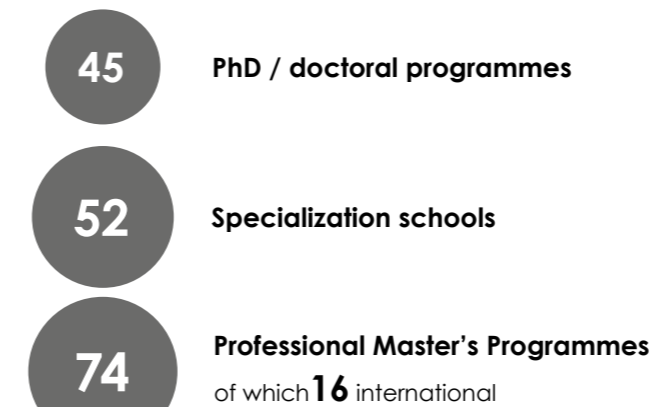 45
PhD / doctoral programmes
52
Specialization schools
74
Professional Master's Programmes
of which 16 international